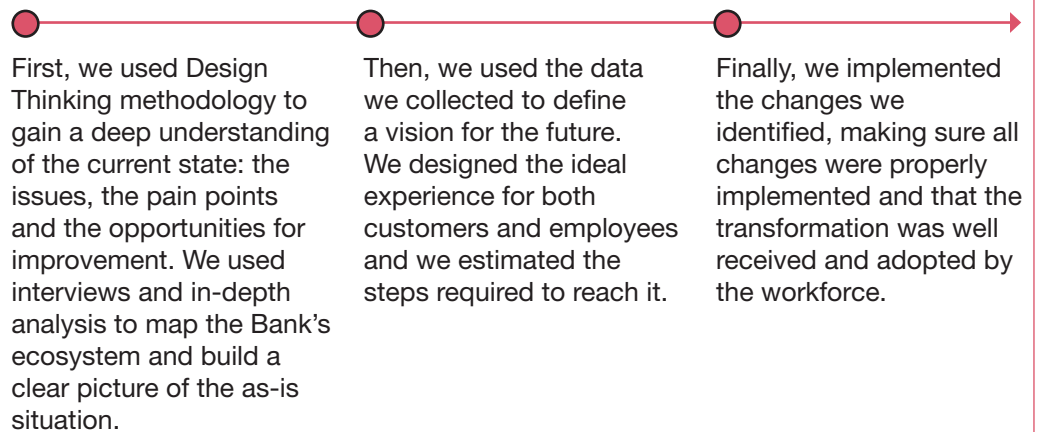 First, we used Design
Thinking methodology to
gain a deep understanding
of the current state: the
issues, the pain points
and the opportunities for
improvement. We used
interviews and in-depth
analysis to map the Bank's
ecosystem and build a
clear picture of the as-is
situation.
Then, we used the data
we collected to define
a vision for the future.
We designed the ideal
experience for both
customers and employees
and we estimated the
steps required to reach it.
Finally, we implemented
the changes we
identified, making sure all
changes were properly
implemented and that the
transformation was well
received and adopted by
the workforce.